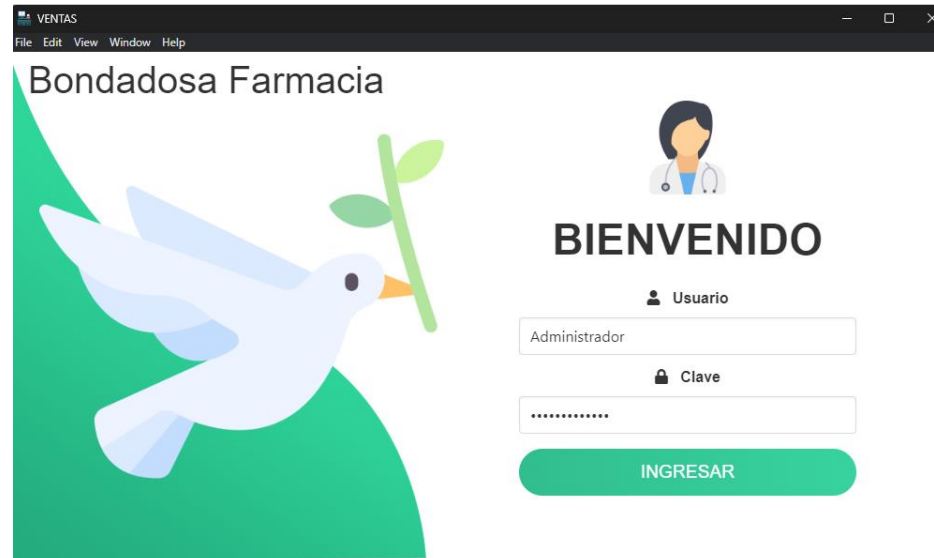 VENTAS
File Edit View Window Help
Bondadosa Farmacia
BIENVENIDO
Usuario
Administrador
Clave
•••••••••••••
INGRESAR